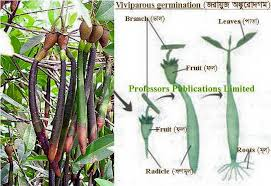 Viviparous germination (জরায়ুজ অঙ্কুরোদগম)
Branch (ডাল)
Leaves (পাতা)
Fruit (ফল)
Professors Publications Limited
Fruit (ফল)
Roots (মূল)
Radicle (ভ্রূণমূল)